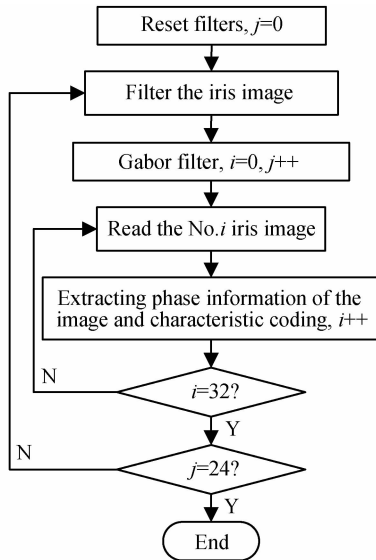 Reset filters, j=0
Filter the iris image
Gabor filter, i=0, j++
Read the No.i iris image
Extracting phase information of the
image and characteristic coding, i++
N
i=32?
Y
N
j=24?
Y
End